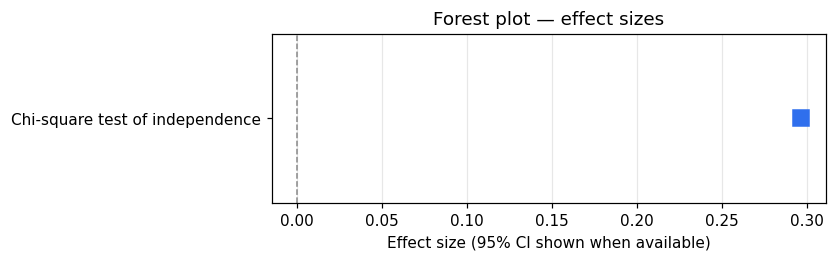 Forest plot — effect sizes
Chi-square test of independence
0.00 0.05 0.10 0.15 0.20 0.25 0.30
Effect size (95% CI shown when available)